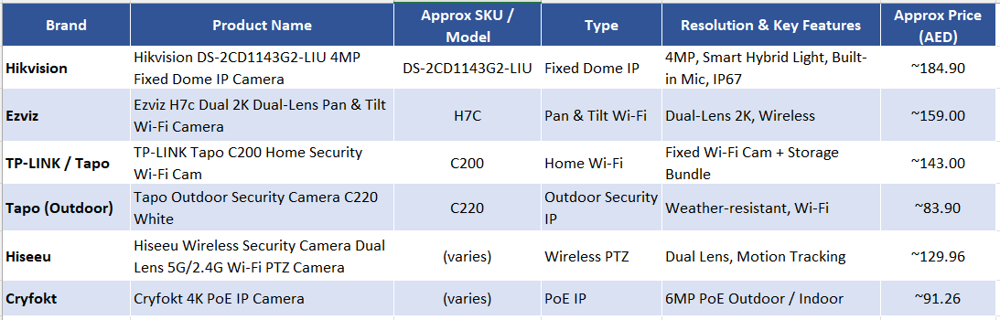 Brand Product Name Approx SKU / Model Type Resolution & Key Features Approx Price (AED)
Hikvision Hikvision DS-2CD1143G2-LIU 4MP Fixed Dome IP Camera DS-2CD1143G2-LIU Fixed Dome IP 4MP, Smart Hybrid Light, Built-in Mic, IP67 ~184.90
Ezviz Ezviz H7c Dual 2K Dual-Lens Pan & Tilt Wi-Fi Camera H7C Pan & Tilt Wi-Fi Dual-Lens 2K, Wireless ~159.00
TP-LINK / Tapo TP-LINK Tapo C200 Home Security Wi-Fi Cam C200 Home Wi-Fi Fixed Wi-Fi Cam + Storage Bundle ~143.00
Tapo (Outdoor) Tapo Outdoor Security Camera C220 White C220 Outdoor Security IP Weather-resistant, Wi-Fi ~83.90
Hiseeu Hiseeu Wireless Security Camera Dual Lens 5G/2.4G Wi-Fi PTZ Camera (varies) Wireless PTZ Dual Lens, Motion Tracking ~129.96
Cryfokt Cryfokt 4K PoE IP Camera (varies) PoE IP 6MP PoE Outdoor / Indoor ~91.26